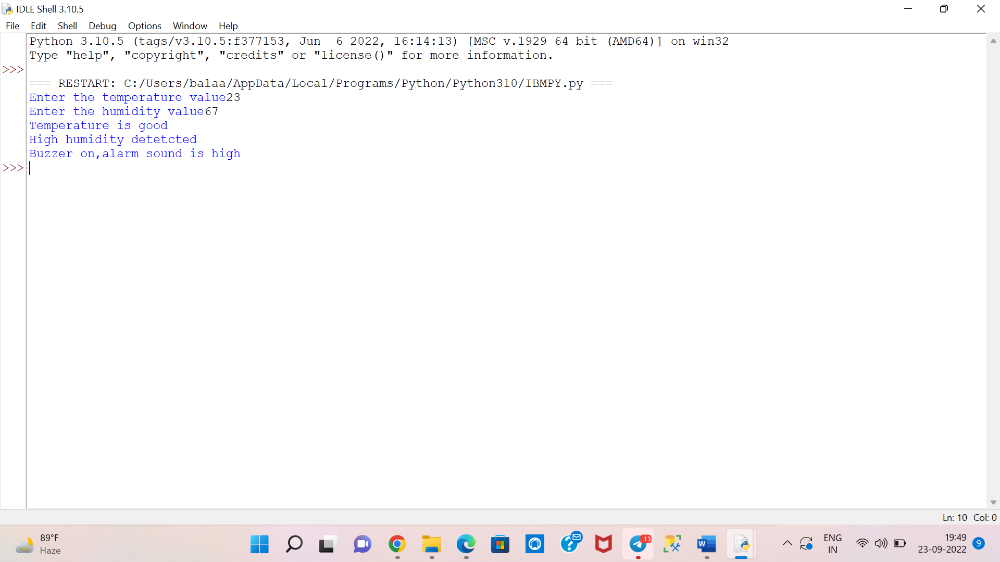 IDLE Shell 3.10.5
File Edit Shell Debug Options Window Help
Python 3.10.5 (tags/v3.10.5:f377153, Jun  6 2022, 16:14:13) [MSC v.1929 64 bit (AMD64)] on win32
Type "help", "copyright", "credits" or "license()" for more information.
>>>
=== RESTART: C:/Users/balaa/AppData/Local/Programs/Python/Python310/IBMPY.py ===
Enter the temperature value23
Enter the humidity value67
Temperature is good
High humidity detetcted
Buzzer on,alarm sound is high
>>>
Ln: 10 Col: 0
89°F
Haze
..13
W
ENG
IN
19:49
23-09-2022
9